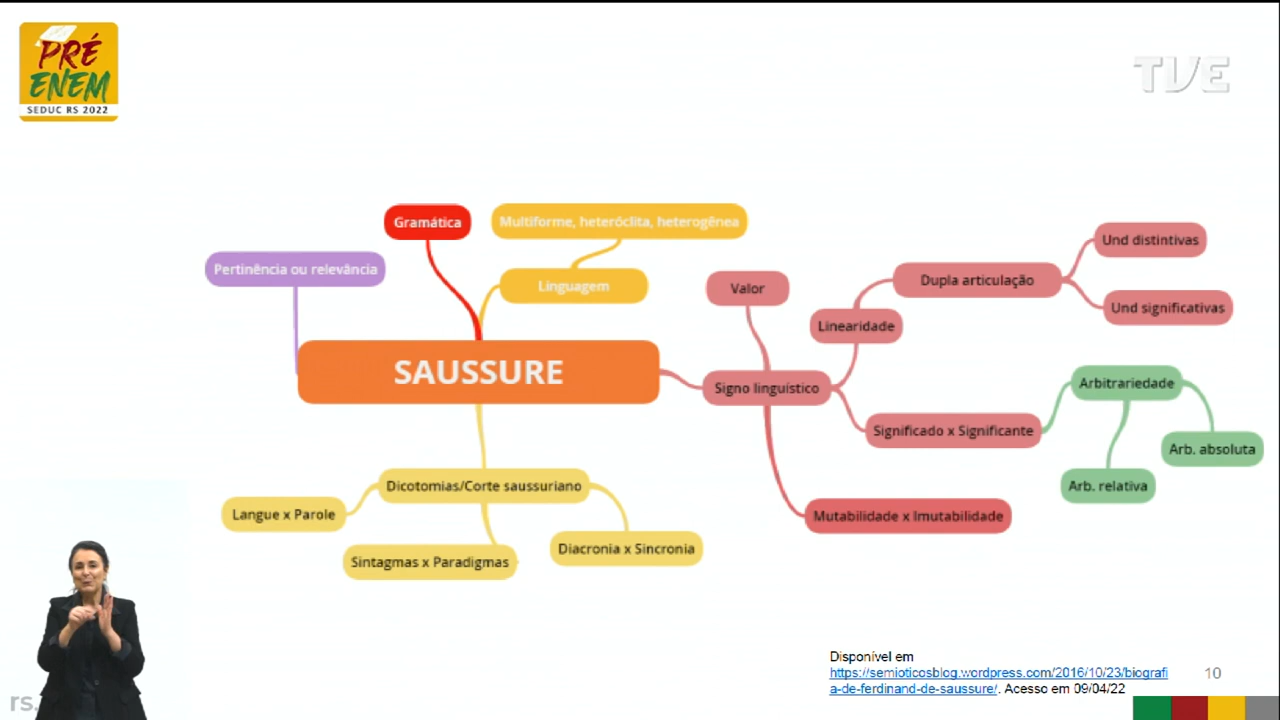 PRÉ
ENEM
SEDUC RS 2022
TVE
Gramática
Multiforme, heteróclita, heterogênea
Pertinência ou relevância
Linguagem
Valor
Linearidade
Dupla articulação
Und distintivas
Und significativas
SAUSSURE
Signo linguístico
Arbitrariedade
Significado x Significante
Arb. absoluta
Arb. relativa
Mutabilidade x Imutabilidade
Dicotomias/Corte saussuriano
Langue x Parole
Sintagmas x Paradigmas
Diacronia x Sincronia
Disponível em
https://semioticosblog.wordpress.com/2016/10/23/biografi
a-de-ferdinand-de-saussure/. Acesso em 09/04/22
10
rs.